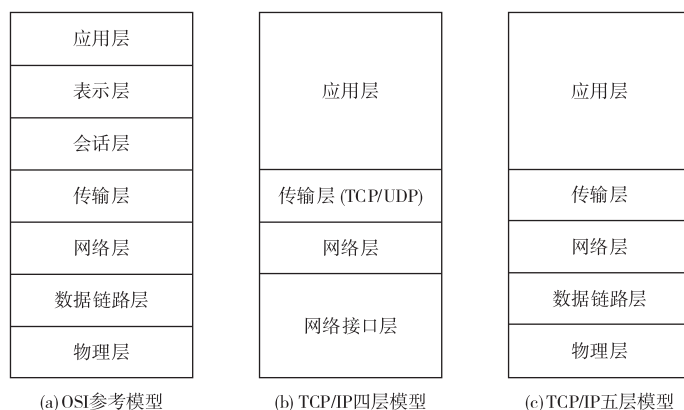 应用层
表示层
会话层
传输层
网络层
数据链路层
物理层
(a)OSI参考模型
应用层
传输层(TCP/UDP)
网络层
网络接口层
(b) TCP/IP四层模型
应用层
传输层
网络层
数据链路层
物理层
(c)TCP/IP五层模型